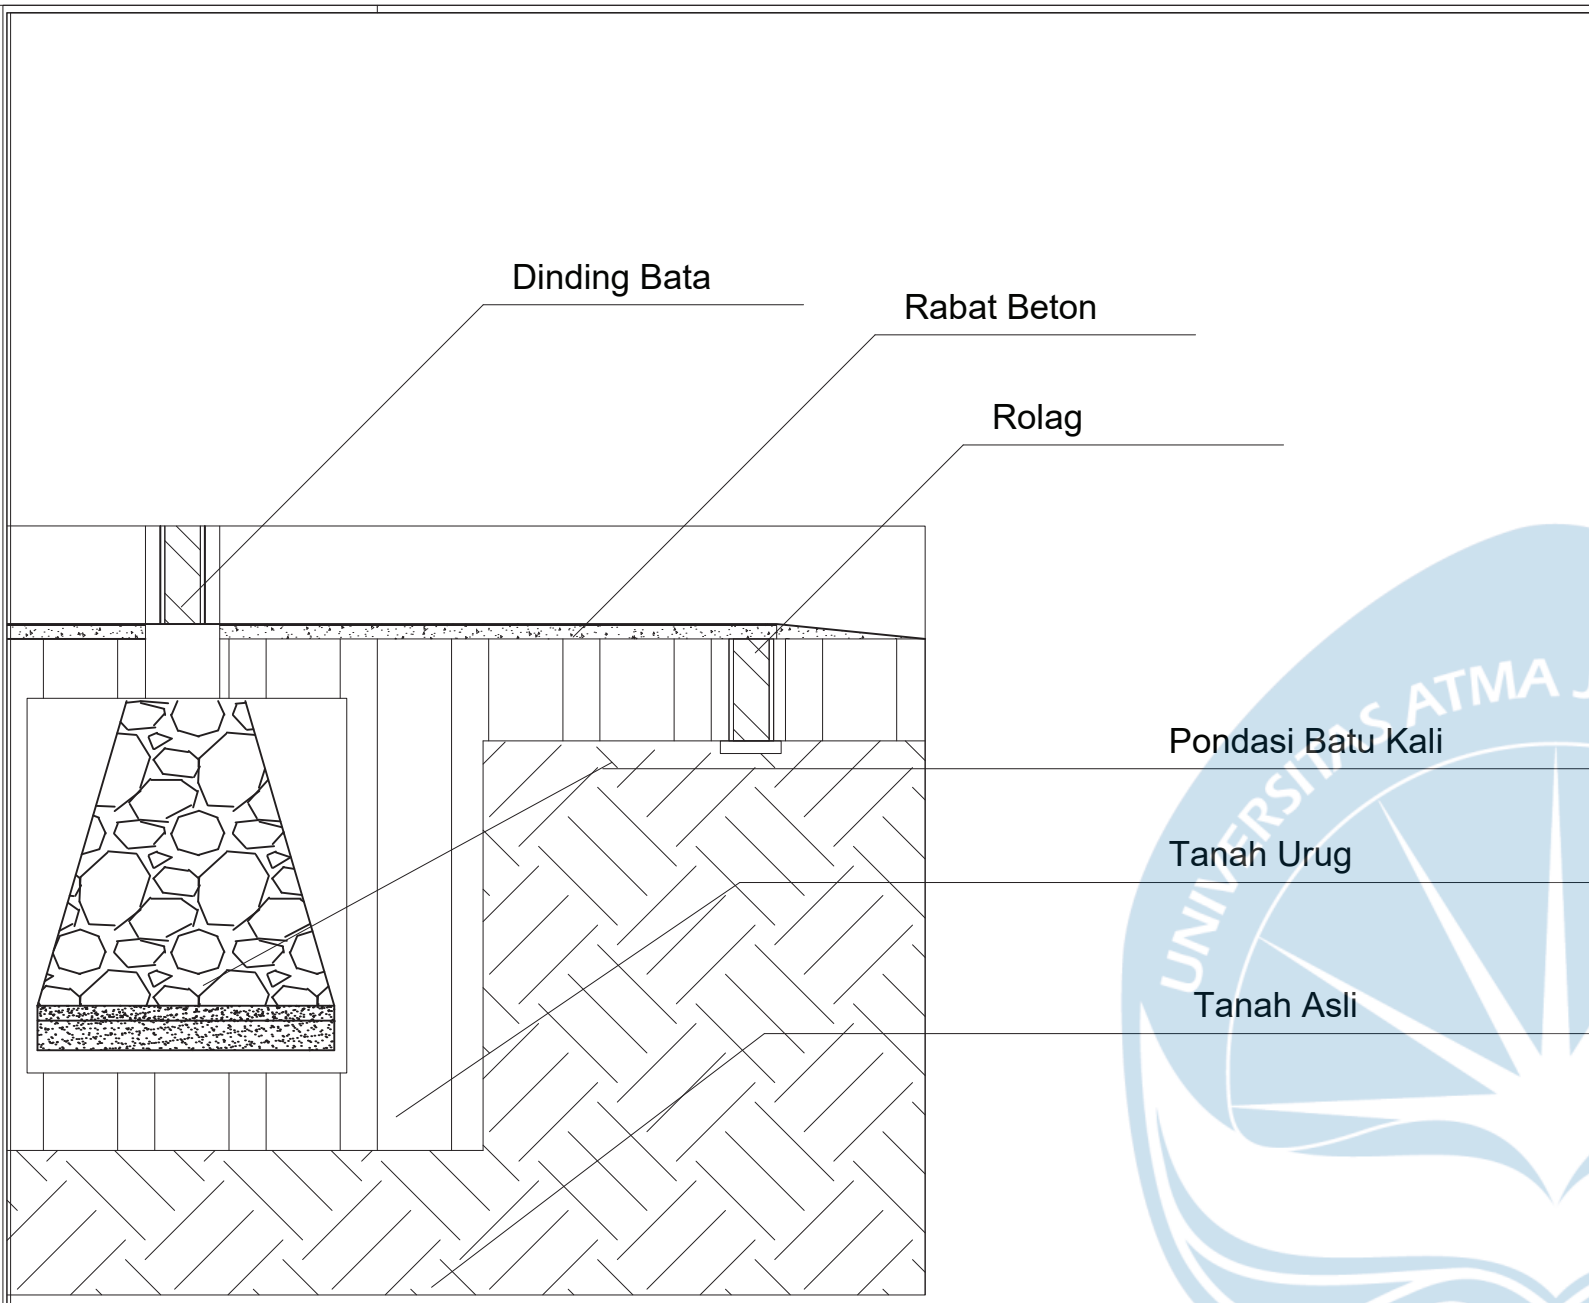 Dinding Bata
Rabat Beton
Rolag
Pondasi Batu Kali
Tanah Urug
Tanah Asli
UNIVERSITAS ATMA J